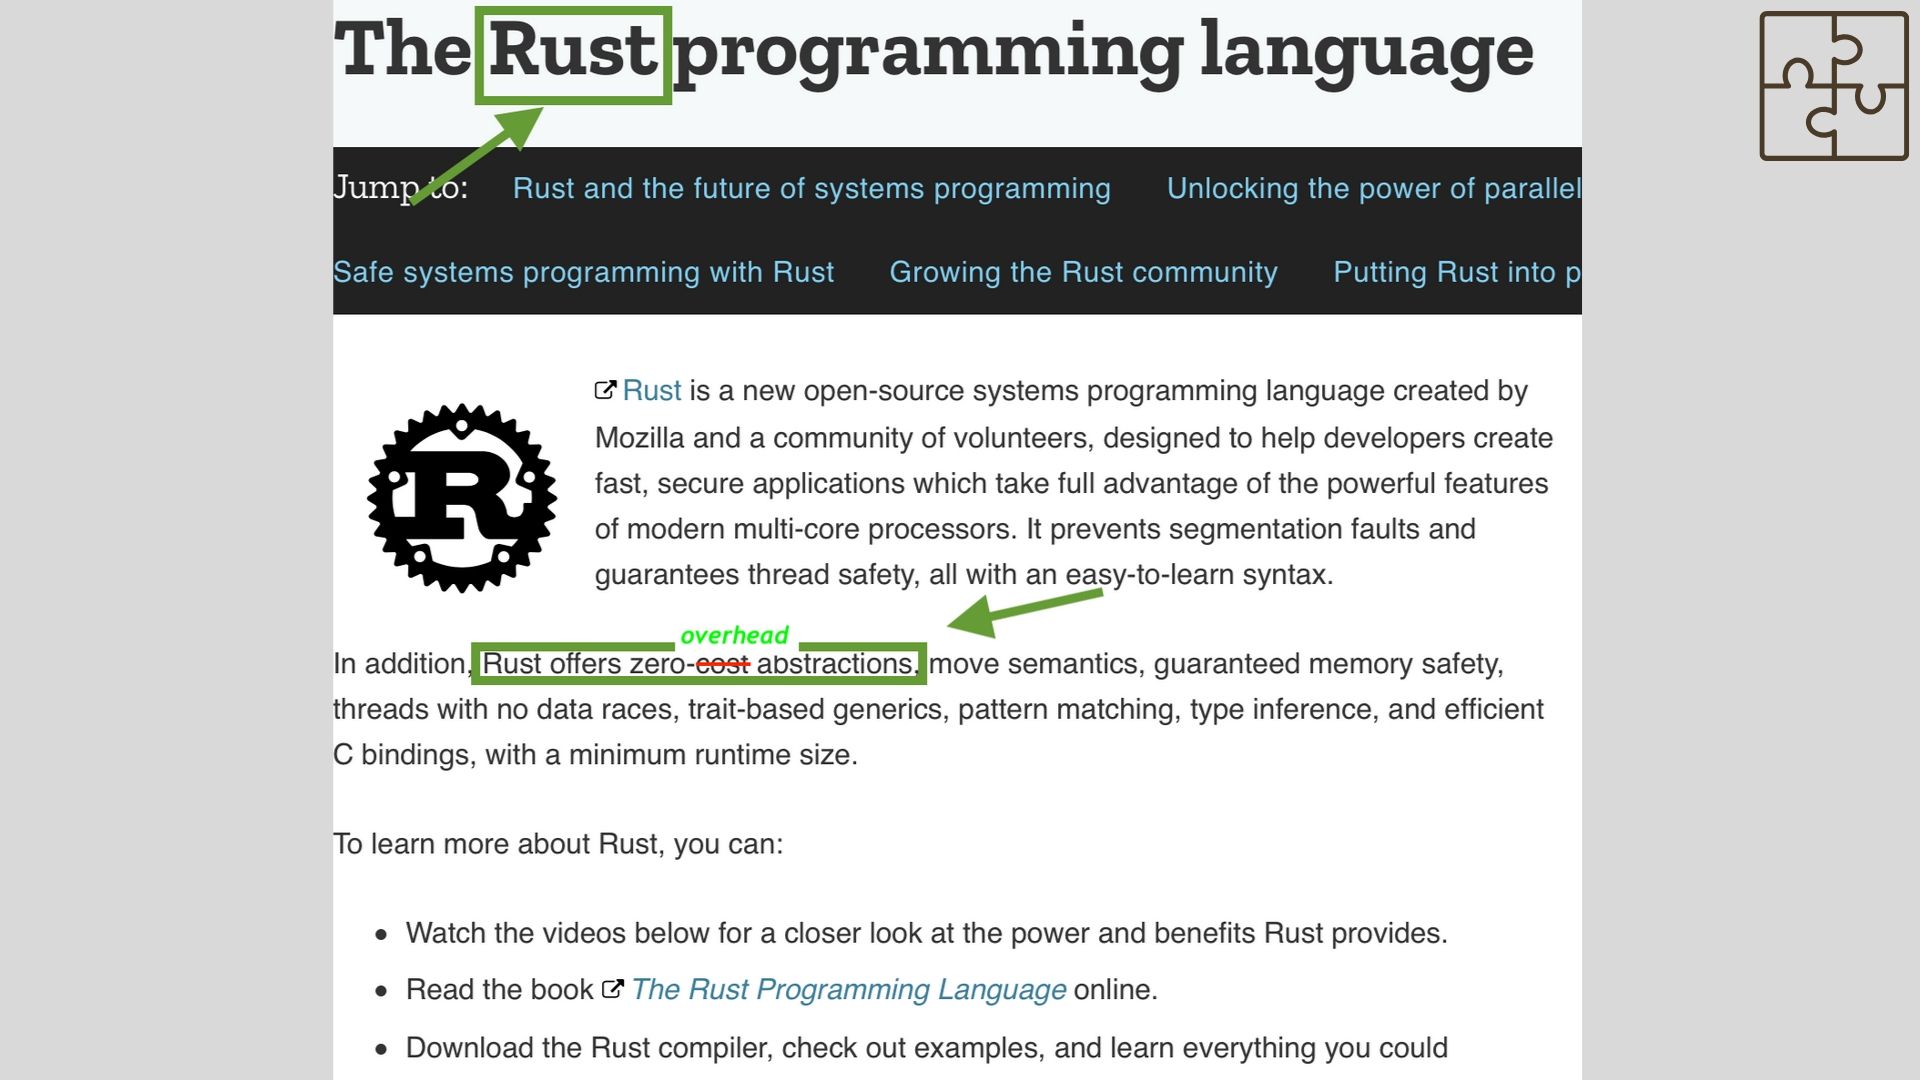 The Rust programming language
Jump to: Rust and the future of systems programming Unlocking the power of parallel
Safe systems programming with Rust Growing the Rust community Putting Rust into p
Rust is a new open-source systems programming language created by
Mozilla and a community of volunteers, designed to help developers create
fast, secure applications which take full advantage of the powerful features
of modern multi-core processors. It prevents segmentation faults and
guarantees thread safety, all with an easy-to-learn syntax.
overhead
In addition, Rust offers zero-cost abstractions, move semantics, guaranteed memory safety,
threads with no data races, trait-based generics, pattern matching, type inference, and efficient
C bindings, with a minimum runtime size.
To learn more about Rust, you can:
• Watch the videos below for a closer look at the power and benefits Rust provides.
• Read the book The Rust Programming Language online.
• Download the Rust compiler, check out examples, and learn everything you could